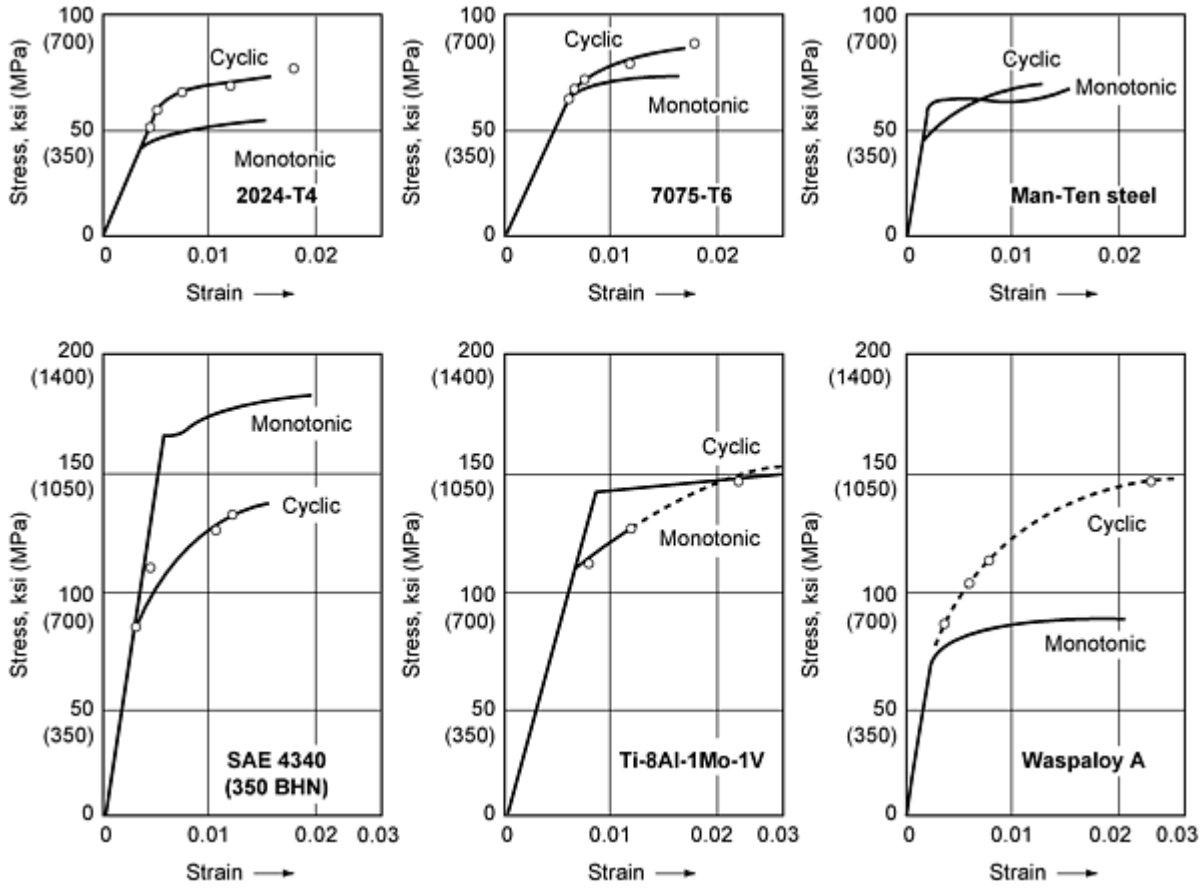 Stress, ksi (MPa)
100
(700)
50
(350)
0
Cyclic
Monotonic
2024-T4
0
0.01
0.02
Strain
Stress, ksi (MPa)
100
(700)
50
(350)
0
Cyclic
Monotonic
7075-T6
0
0.01
0.02
Strain
Stress, ksi (MPa)
100
(700)
50
(350)
0
Cyclic
Monotonic
Man-Ten steel
0
0.01
0.02
Strain
Stress, ksi (MPa)
200
(1400)
150
(1050)
100
(700)
50
(350)
0
Monotonic
Cyclic
SAE 4340
(350 BHN)
0
0.01
0.02
0.03
Strain
Stress, ksi (MPa)
200
(1400)
150
(1050)
100
(700)
50
(350)
0
Cyclic
Monotonic
Ti-8Al-1Mo-1V
0
0.01
0.02
0.03
Strain
Stress, ksi (MPa)
200
(1400)
150
(1050)
100
(700)
50
(350)
0
Cyclic
Monotonic
Waspaloy A
0
0.01
0.02
0.03
Strain